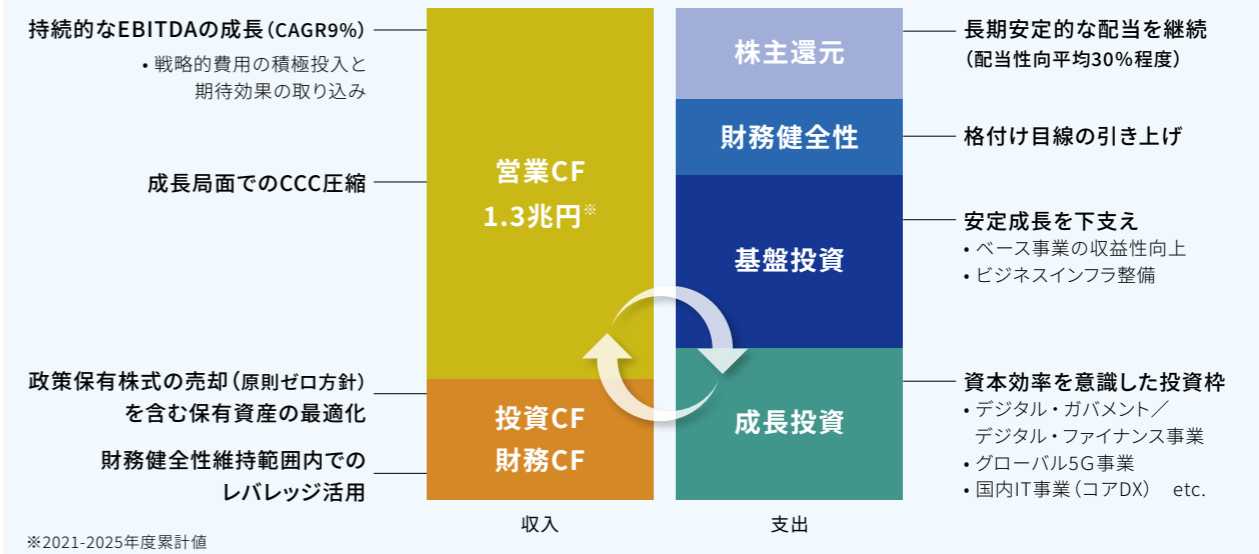 持続的なEBITDAの成長（CAGR9%）
・戦略的費用の積極投入と
期待効果の取り込み
成長局面でのCCC圧縮
政策保有株式の売却（原則ゼロ方針）
を含む保有資産の最適化
財務健全性維持範囲内での
レバレッジ活用
営業CF
1.3兆円※
投資CF
財務CF
収入
株主還元
財務健全性
基盤投資
成長投資
支出
長期安定的な配当を継続
（配当性向平均30%程度）
格付け目線の引き上げ
安定成長を下支え
・ベース事業の収益性向上
・ビジネスインフラ整備
資本効率を意識した投資枠
・デジタル・ガバメント／
デジタル・ファイナンス事業
・グローバル5G事業
・国内IT事業（コアDX）　etc.
※2021-2025年度累計値